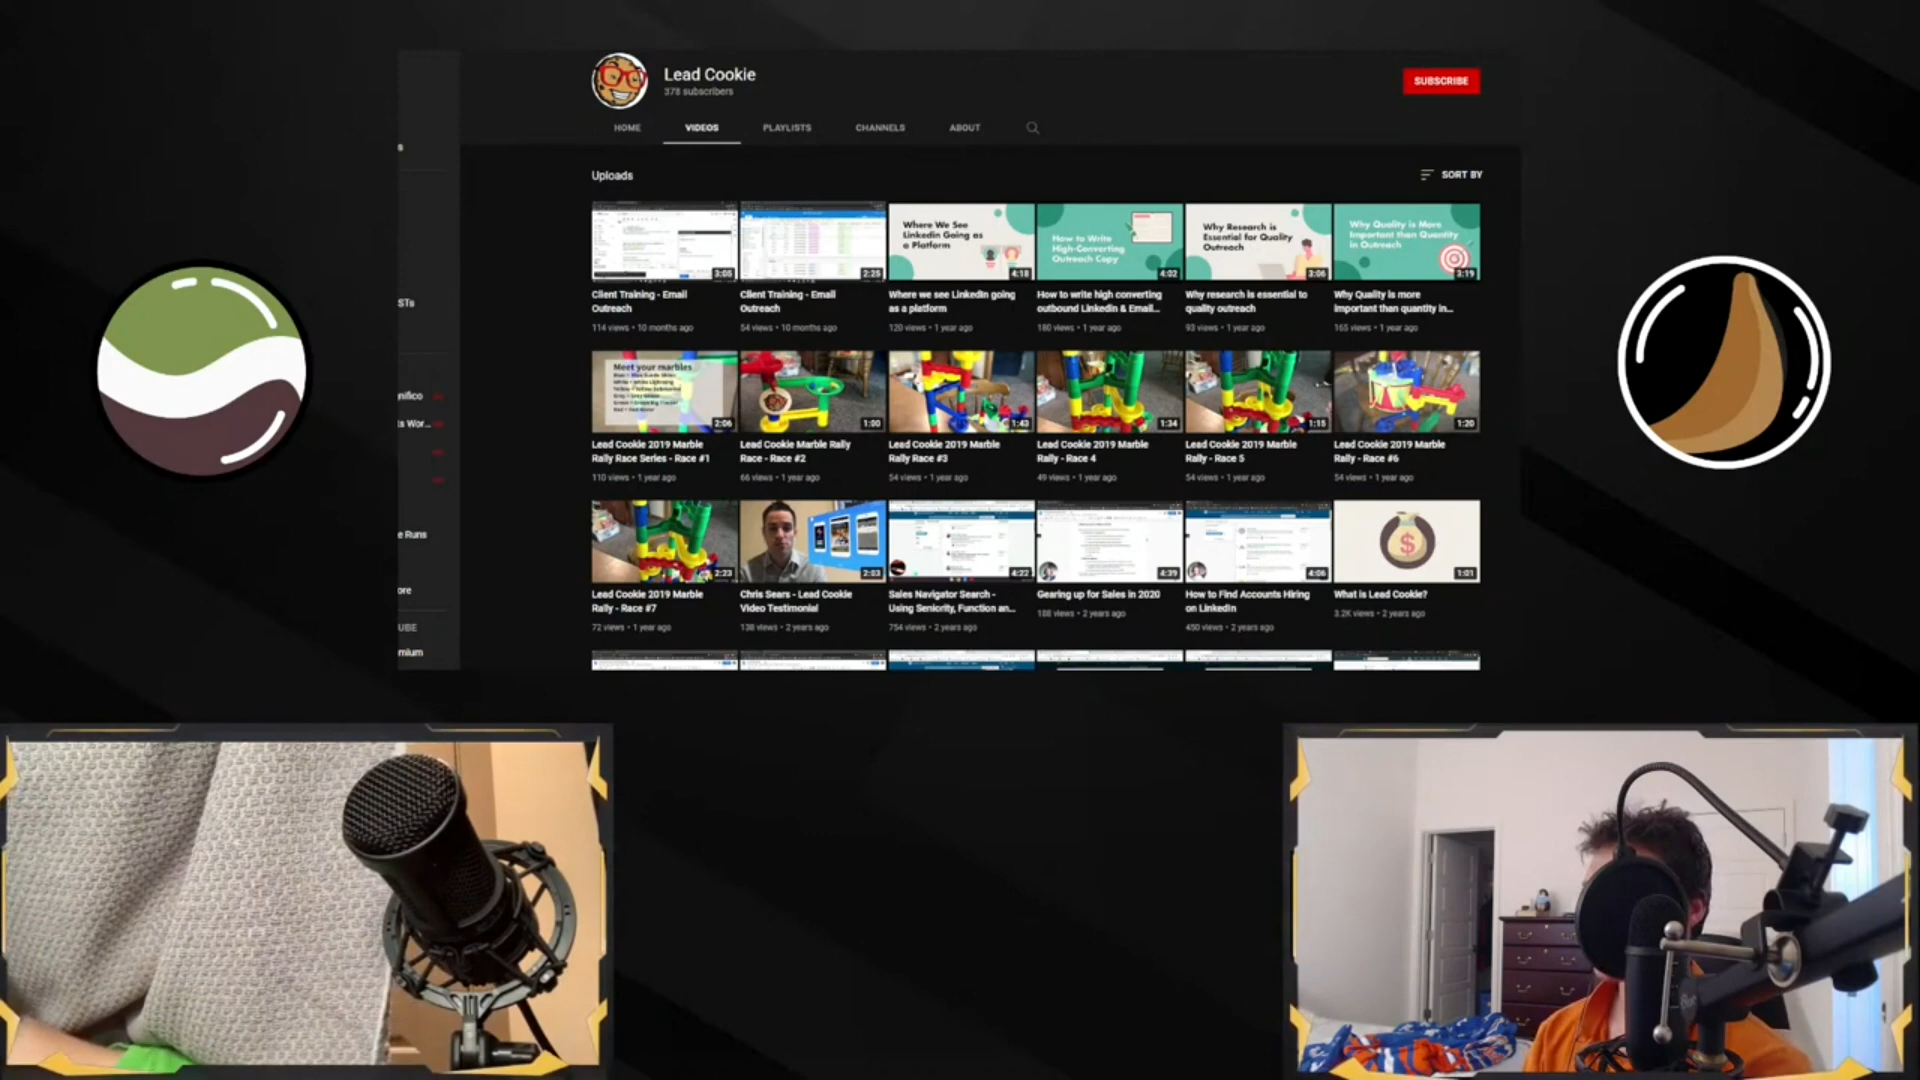 Lead Cookie
378 subscribers
SUBSCRIBE
HOME VIDEOS PLAYLISTS CHANNELS ABOUT
Uploads
SORT BY
Where We See
Linkedin Going as
a Platform
How to Write
High-Converting
Outreach Copy
Why Research is
Essential for Quality
Outreach
Why Quality is More
Important than Quantity
in Outreach
3:05 2:25 4:18 4:02 3:06 3:19
Client Training - Email
Outreach
114 views • 10 months ago
Client Training - Email
Outreach
54 views • 10 months ago
Where we see LinkedIn going
as a platform
120 views • 1 year ago
How to write high converting
outbound LinkedIn & Email...
180 views • 1 year ago
Why research is essential to
quality outreach
93 views • 1 year ago
Why Quality is more
important than quantity in...
165 views • 1 year ago
Meet your marbles
2:06 1:00 1:43 1:34 1:15 1:20
Lead Cookie 2019 Marble
Rally Race Series - Race #1
110 views • 1 year ago
Lead Cookie Marble Rally
Race - Race #2
66 views • 1 year ago
Lead Cookie 2019 Marble
Rally Race #3
54 views • 1 year ago
Lead Cookie 2019 Marble
Rally - Race 4
49 views • 1 year ago
Lead Cookie 2019 Marble
Rally - Race 5
54 views • 1 year ago
Lead Cookie 2019 Marble
Rally - Race #6
54 views • 1 year ago
2:23 2:03 4:22 4:39 4:06 1:01
Lead Cookie 2019 Marble
Rally - Race #7
72 views • 1 year ago
Chris Sears - Lead Cookie
Video Testimonial
138 views • 2 years ago
Sales Navigator Search -
Using Seniority, Function an...
754 views • 2 years ago
Gearing up for Sales in 2020
188 views • 2 years ago
How to Find Accounts Hiring
on LinkedIn
450 views • 2 years ago
What is Lead Cookie?
3.2K views • 2 years ago
s
STs
nifico
ts Wor...
e Runs
ore
UBE
mium